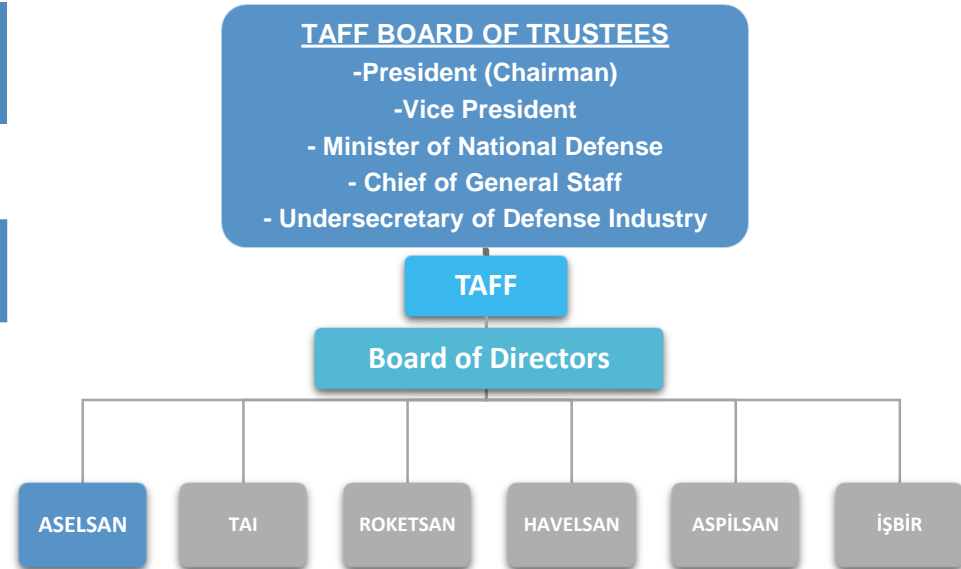 TAFF BOARD OF TRUSTEES
-President (Chairman)
-Vice President
- Minister of National Defense
- Chief of General Staff
- Undersecretary of Defense Industry
TAFF
Board of Directors
ASELSAN
TAI
ROKETSAN
HAVELSAN
ASPİLSAN
İŞBİR